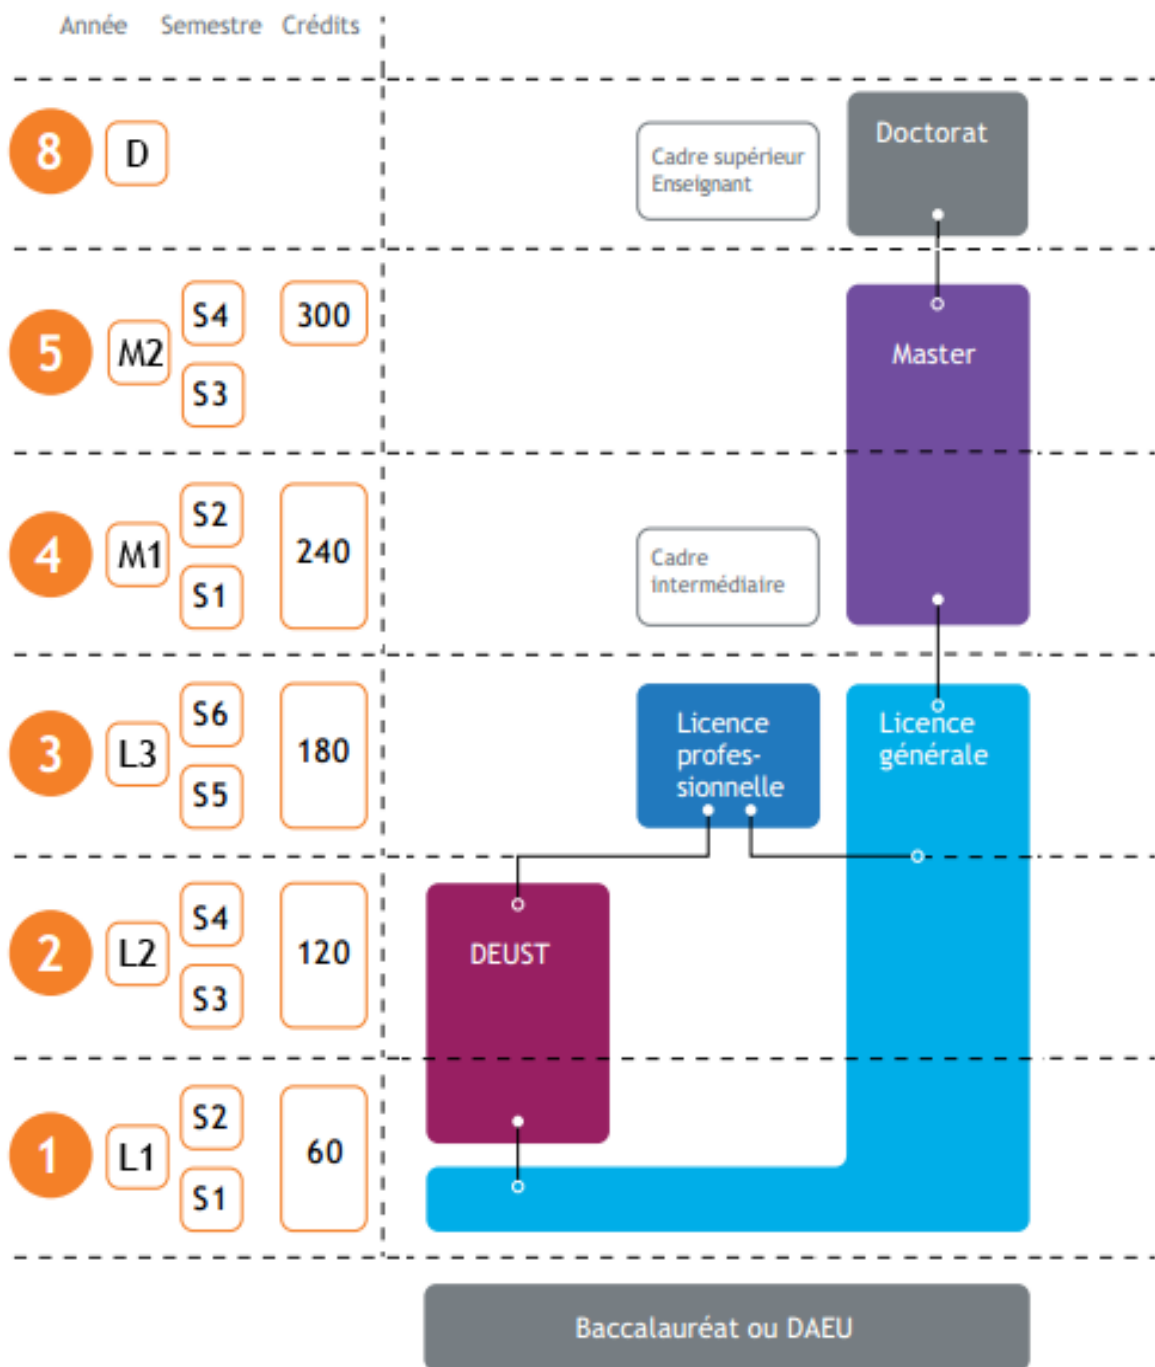 Année Semestre Crédits
8 D
Cadre supérieur
Enseignant
Doctorat
5 M2 S4 300
S3
Master
4 M1 S2 240
S1
Cadre
intermédiaire
3 L3 S6 180
S5
Licence
profes-
sionnelle
Licence
générale
2 L2 S4 120
S3
DEUST
1 L1 S2 60
S1
Baccalauréat ou DAEU